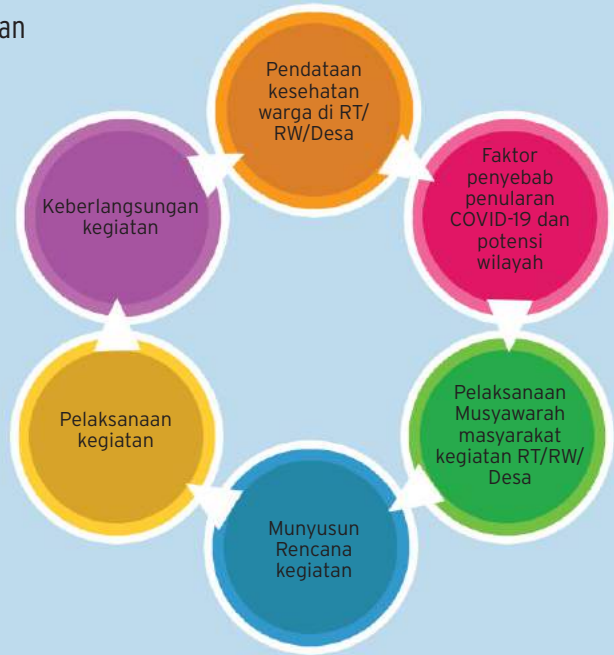 an
Pendataan
kesehatan
warga di RT/
RW/Desa
Faktor
penyebab
penularan
COVID-19 dan
potensi
wilayah
Pelaksanaan
Musyawarah
masyarakat
kegiatan RT/RW/
Desa
Munyusun
Rencana
kegiatan
Pelaksanaan
kegiatan
Keberlangsungan
kegiatan